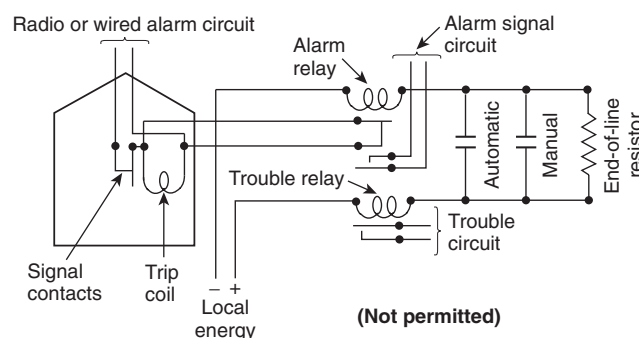 Radio or wired alarm circuit
Alarm signal
circuit
Alarm
relay
Automatic
Manual
End-of-line
resistor
Trouble relay
Trouble
circuit
Signal
contacts
Trip
coil
– +
Local
energy
(Not permitted)